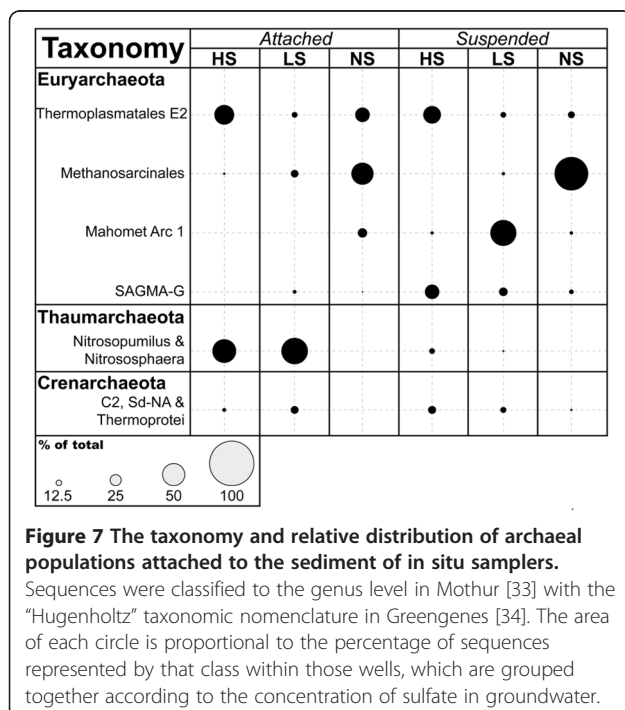 Taxonomy
Attached Suspended
HS LS NS HS LS NS
Euryarchaeota
Thermoplasmatales E2
Methanosarcinales
Mahomet Arc 1
SAGMA-G
Thaumarchaeota
Nitrosopumilus &
Nitrososphaera
Crenarchaeota
C2, Sd-NA &
Thermoprotei
% of total
12.5 25 50 100
Figure 7 The taxonomy and relative distribution of archaeal
populations attached to the sediment of in situ samplers.
Sequences were classified to the genus level in Mothur [33] with the
"Hugenholtz" taxonomic nomenclature in Greengenes [34]. The area
of each circle is proportional to the percentage of sequences
represented by that class within those wells, which are grouped
together according to the concentration of sulfate in groundwater.